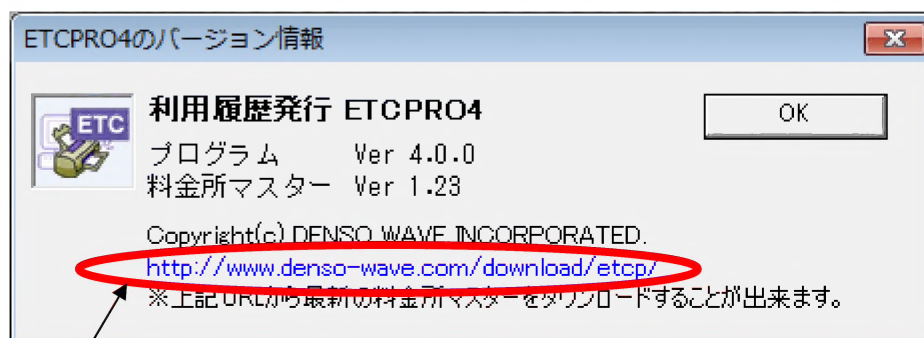 ETCPRO4のバージョン情報
ETC
利用履歴発行 ETCPRO4
OK
プログラム Ver 4.0.0
料金所マスター Ver 1.23
Copyright(c) DENSO WAVE INCORPORATED.
http://www.denso-wave.com/download/etcp/
※上記URLから最新の料金所マスターをダウンロードすることが出来ます。